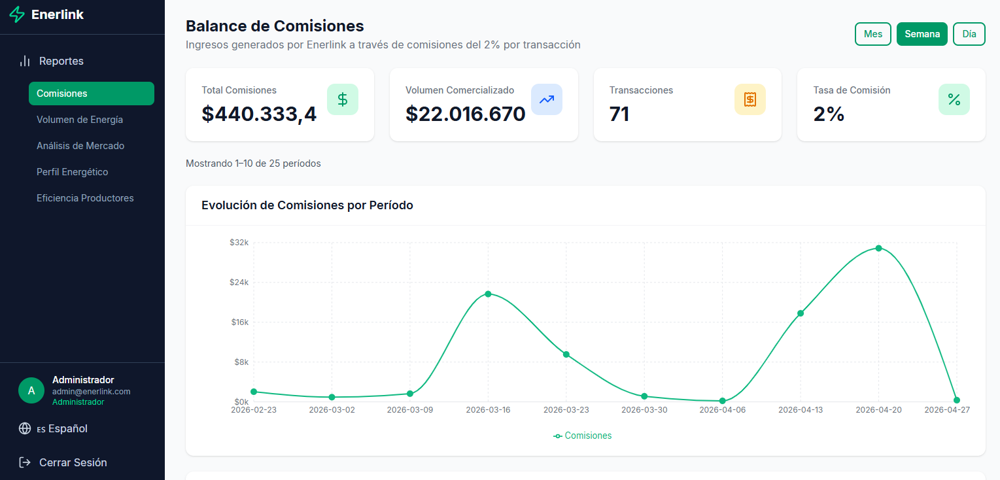 Enerlink
Reportes
Comisiones
Volumen de Energía
Análisis de Mercado
Perfil Energético
Eficiencia Productores
A
Administrador
admin@enerlink.com
Administrador
ES Español
Cerrar Sesión
Balance de Comisiones
Ingresos generados por Enerlink a través de comisiones del 2% por transacción
Mes Semana Día
Total Comisiones
$440.333,4
Volumen Comercializado
$22.016.670
Transacciones
71
Tasa de Comisión
2%
Mostrando 1–10 de 25 períodos
Evolución de Comisiones por Período
$32k
$24k
$16k
$8k
$0k
2026-02-23 2026-03-02 2026-03-09 2026-03-16 2026-03-23 2026-03-30 2026-04-06 2026-04-13 2026-04-20 2026-04-27
Comisiones